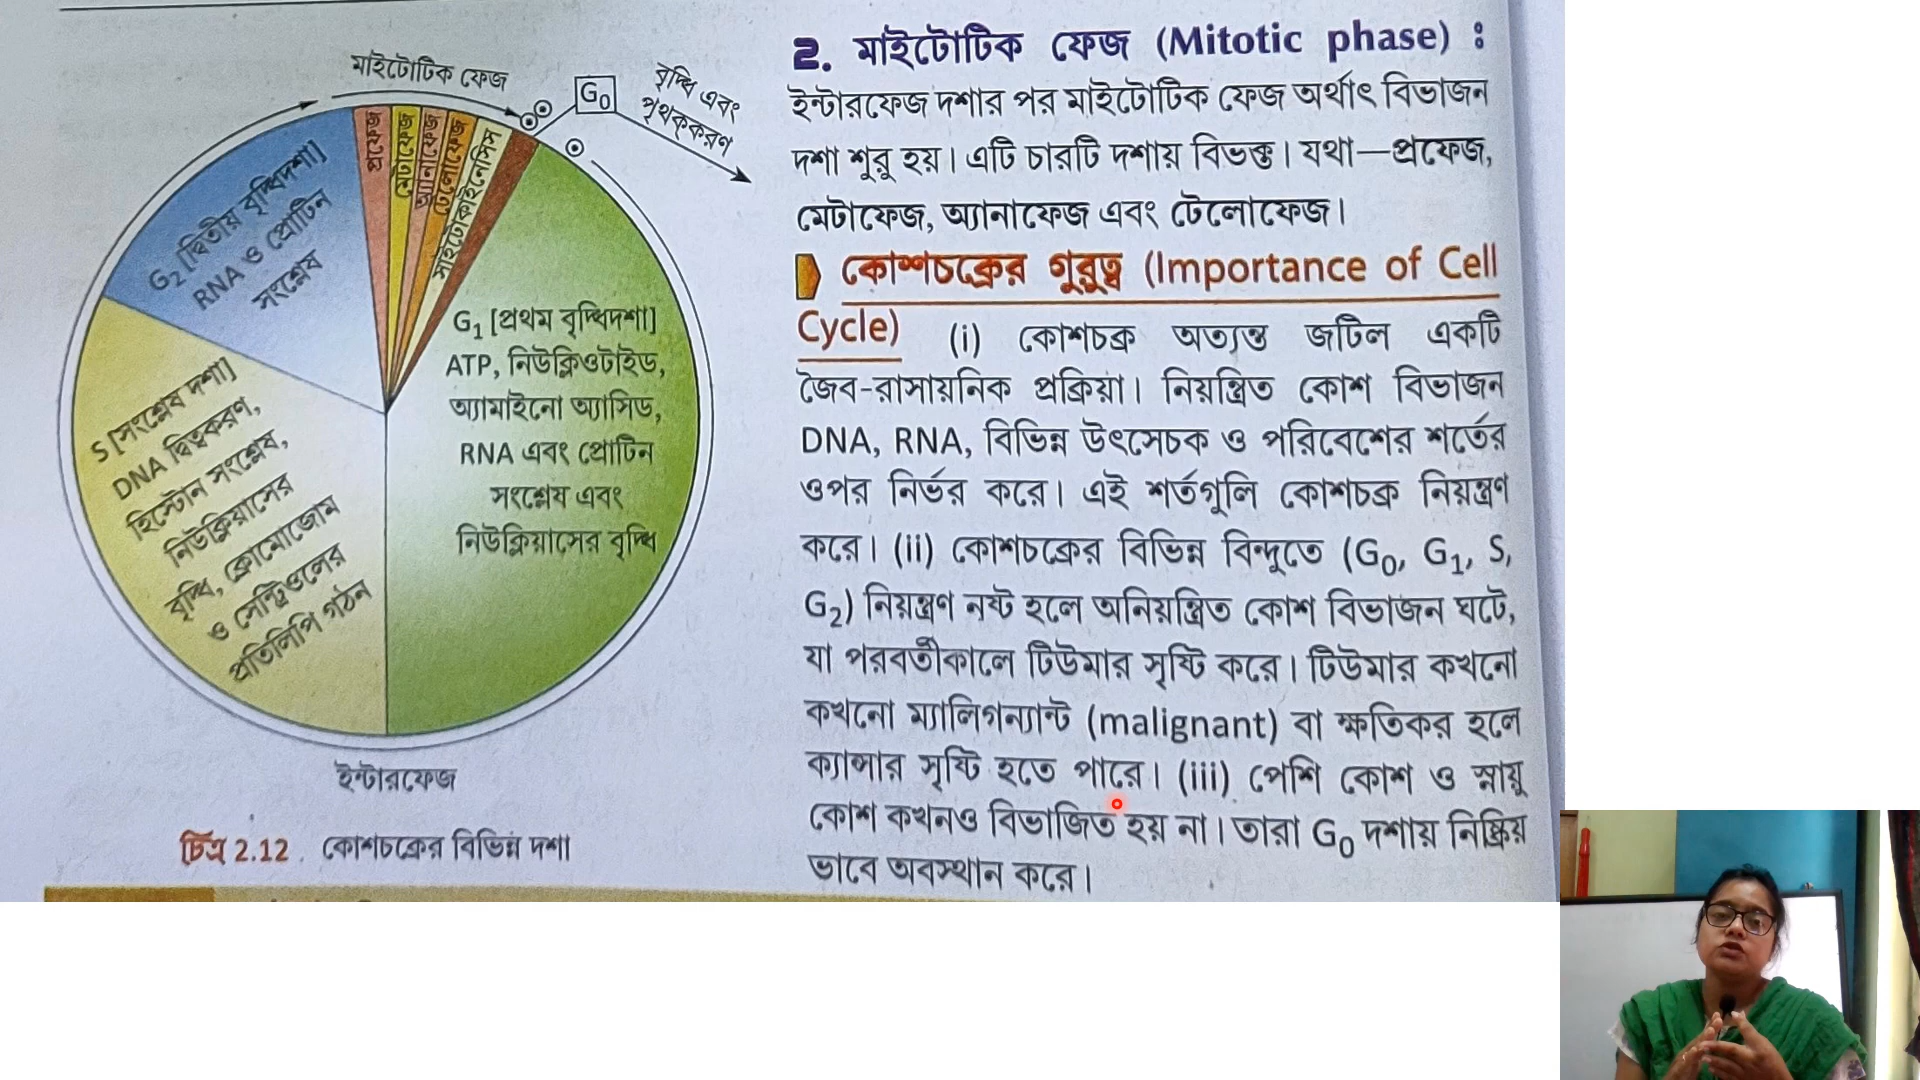 মাইটোটিক ফেজ
G₀
বৃদ্ধি এবং
পৃথক্‌করণ
প্রফেজ
মেটাফেজ
অ্যানাফেজ
টেলোফেজ
সাইটোকাইনেসিস
G₂ [দ্বিতীয় বৃদ্ধিদশা]
RNA ও প্রোটিন
সংশ্লেষ
G₁ [প্রথম বৃদ্ধিদশা]
ATP, নিউক্লিওটাইড,
অ্যামাইনো অ্যাসিড,
RNA এবং প্রোটিন
সংশ্লেষ এবং
নিউক্লিয়াসের বৃদ্ধি
S [সংশ্লেষ দশা]
DNA দ্বিত্বকরণ,
হিস্টোন সংশ্লেষ,
নিউক্লিয়াসের
বৃদ্ধি, ক্রোমোজোম
ও সেন্ট্রিওলের
প্রতিলিপি গঠন
ইন্টারফেজ
চিত্র 2.12 . কোশচক্রের বিভিন্ন দশা
2. মাইটোটিক ফেজ (Mitotic phase) :
ইন্টারফেজ দশার পর মাইটোটিক ফেজ অর্থাৎ বিভাজন
দশা শুরু হয়। এটি চারটি দশায় বিভক্ত। যথা—প্রফেজ,
মেটাফেজ, অ্যানাফেজ এবং টেলোফেজ।
কোশচক্রের গুরুত্ব (Importance of Cell
Cycle) (i) কোশচক্র অত্যন্ত জটিল একটি
জৈব-রাসায়নিক প্রক্রিয়া। নিয়ন্ত্রিত কোশ বিভাজন
DNA, RNA, বিভিন্ন উৎসেচক ও পরিবেশের শর্তের
ওপর নির্ভর করে। এই শর্তগুলি কোশচক্র নিয়ন্ত্রণ
করে। (ii) কোশচক্রের বিভিন্ন বিন্দুতে (G₀, G₁, S,
G₂) নিয়ন্ত্রণ নষ্ট হলে অনিয়ন্ত্রিত কোশ বিভাজন ঘটে,
যা পরবর্তীকালে টিউমার সৃষ্টি করে। টিউমার কখনো
কখনো ম্যালিগন্যান্ট (malignant) বা ক্ষতিকর হলে
ক্যানসার সৃষ্টি হতে পারে। (iii) পেশি কোশ ও স্নায়ু
কোশ কখনও বিভাজিত হয় না। তারা G₀ দশায় নিষ্ক্রিয়
ভাবে অবস্থান করে।